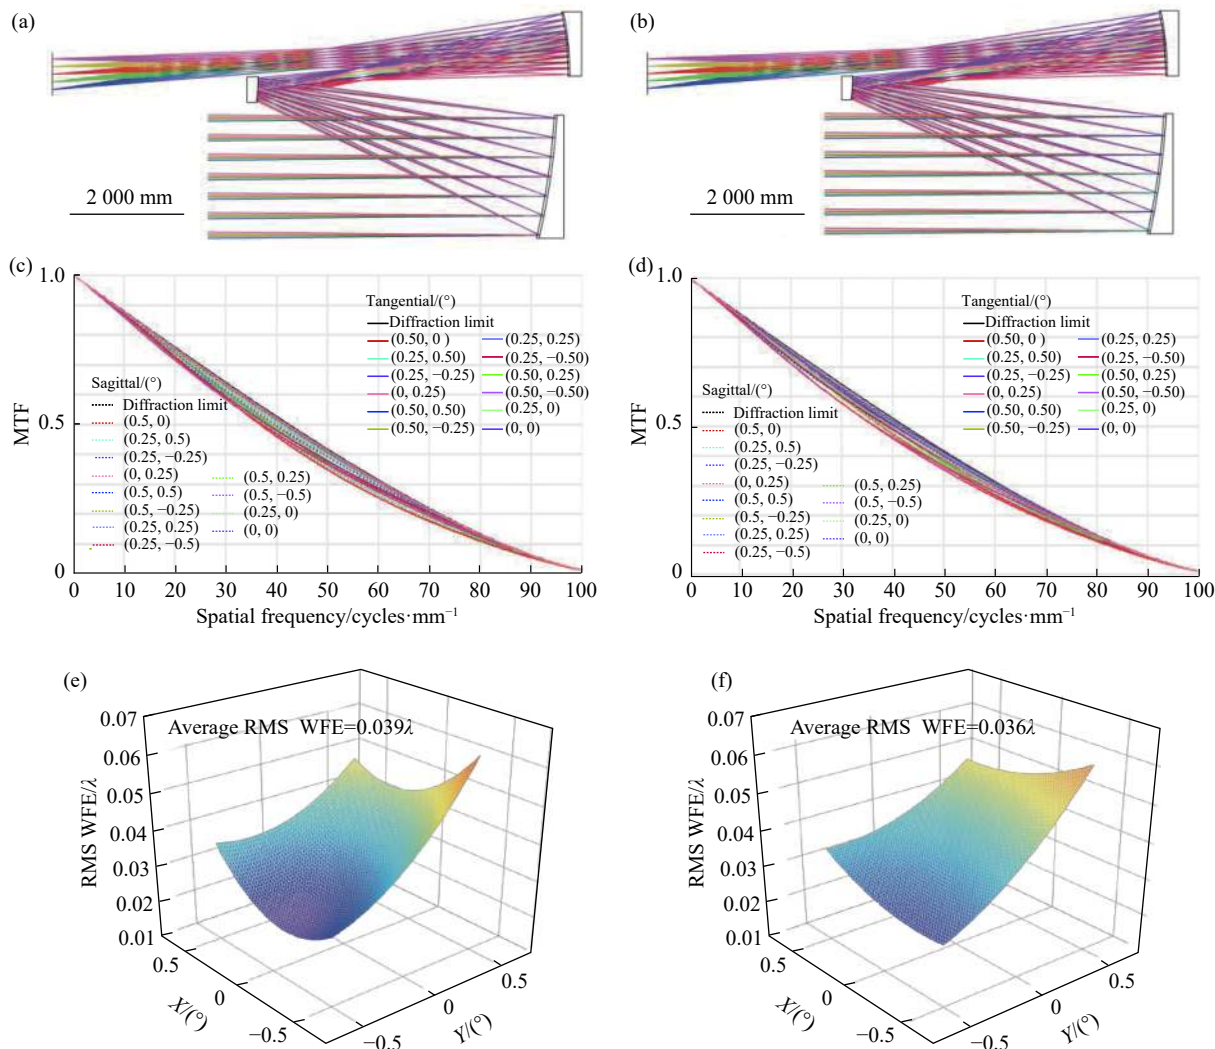 (a)
2 000 mm
(b)
2 000 mm
(c)
MTF
1.0
0.5
0
Tangential/(°)
Diffraction limit
(0.50, 0 )
(0.25, 0.50)
(0.25, −0.25)
(0, 0.25)
(0.50, 0.50)
(0.50, −0.25)
(0.25, 0.25)
(0.25, −0.50)
(0.50, 0.25)
(0.50, −0.50)
(0.25, 0)
(0, 0)
Sagittal/(°)
Diffraction limit
(0.5, 0)
(0.25, 0.5)
(0.25, −0.25)
(0, 0.25)
(0.5, 0.5)
(0.5, −0.25)
(0.25, 0.25)
(0.25, −0.5)
(0.5, 0.25)
(0.5, −0.5)
(0.25, 0)
(0, 0)
0 10 20 30 40 50 60 70 80 90 100
Spatial frequency/cycles·mm⁻¹
(d)
MTF
1.0
0.5
0
Tangential/(°)
Diffraction limit
(0.50, 0 )
(0.25, 0.50)
(0.25, −0.25)
(0, 0.25)
(0.50, 0.50)
(0.50, −0.25)
(0.25, 0.25)
(0.25, −0.50)
(0.50, 0.25)
(0.50, −0.50)
(0.25, 0)
(0, 0)
Sagittal/(°)
Diffraction limit
(0.5, 0)
(0.25, 0.5)
(0.25, −0.25)
(0, 0.25)
(0.5, 0.5)
(0.5, −0.25)
(0.25, 0.25)
(0.25, −0.5)
(0.5, 0.25)
(0.5, −0.5)
(0.25, 0)
(0, 0)
0 10 20 30 40 50 60 70 80 90 100
Spatial frequency/cycles·mm⁻¹
(e)
Average RMS WFE=0.039λ
RMS WFE/λ
0.07
0.06
0.05
0.04
0.03
0.02
0.01
0.5
0
−0.5
X/(°)
−0.5
0
0.5
Y/(°)
(f)
Average RMS WFE=0.036λ
RMS WFE/λ
0.07
0.06
0.05
0.04
0.03
0.02
0.01
0.5
0
−0.5
X/(°)
−0.5
0
0.5
Y/(°)